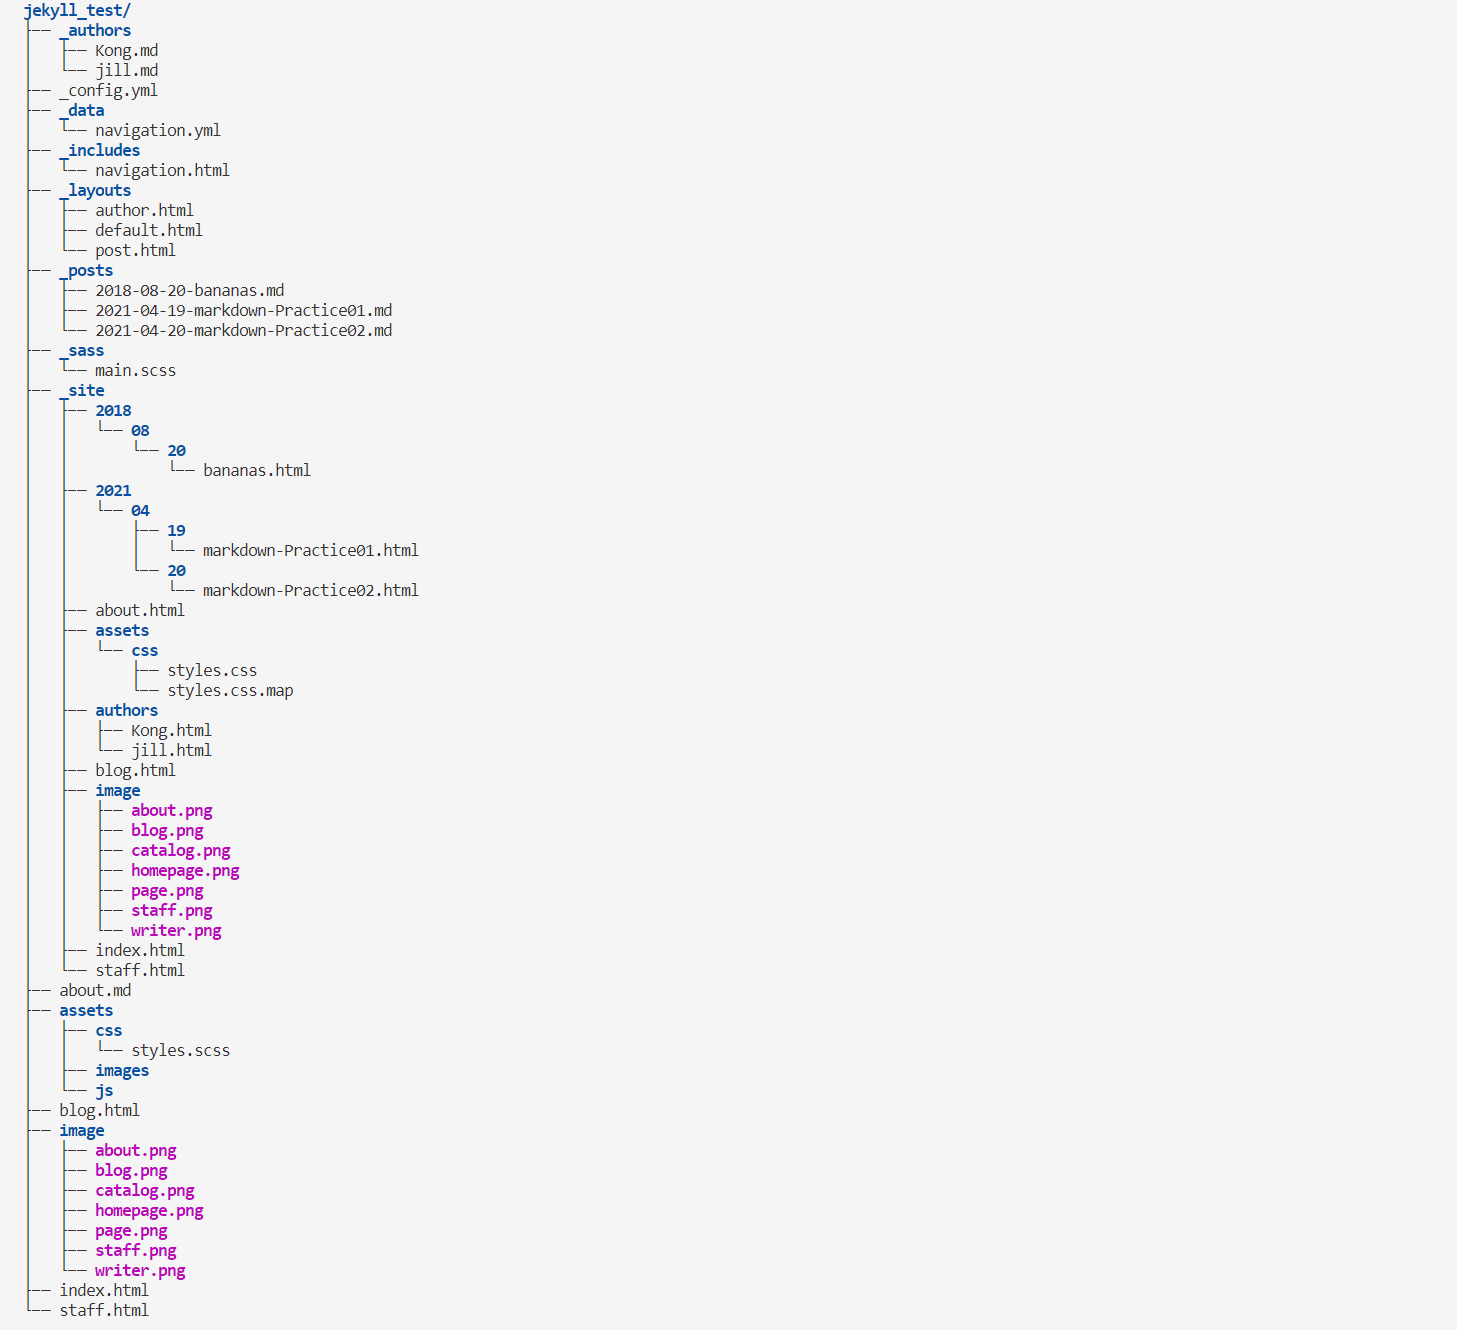 jekyll_test/
├── _authors
│   ├── Kong.md
│   └── jill.md
├── _config.yml
├── _data
│   └── navigation.yml
├── _includes
│   └── navigation.html
├── _layouts
│   ├── author.html
│   ├── default.html
│   └── post.html
├── _posts
│   ├── 2018-08-20-bananas.md
│   ├── 2021-04-19-markdown-Practice01.md
│   └── 2021-04-20-markdown-Practice02.md
├── _sass
│   └── main.scss
├── _site
│   ├── 2018
│   │   └── 08
│   │       └── 20
│   │           └── bananas.html
│   ├── 2021
│   │   └── 04
│   │       ├── 19
│   │       │   └── markdown-Practice01.html
│   │       └── 20
│   │           └── markdown-Practice02.html
│   ├── about.html
│   ├── assets
│   │   └── css
│   │       ├── styles.css
│   │       └── styles.css.map
│   ├── authors
│   │   ├── Kong.html
│   │   └── jill.html
│   ├── blog.html
│   ├── image
│   │   ├── about.png
│   │   ├── blog.png
│   │   ├── catalog.png
│   │   ├── homepage.png
│   │   ├── page.png
│   │   ├── staff.png
│   │   └── writer.png
│   ├── index.html
│   └── staff.html
├── about.md
├── assets
│   ├── css
│   │   └── styles.scss
│   ├── images
│   └── js
├── blog.html
├── image
│   ├── about.png
│   ├── blog.png
│   ├── catalog.png
│   ├── homepage.png
│   ├── page.png
│   ├── staff.png
│   └── writer.png
├── index.html
└── staff.html